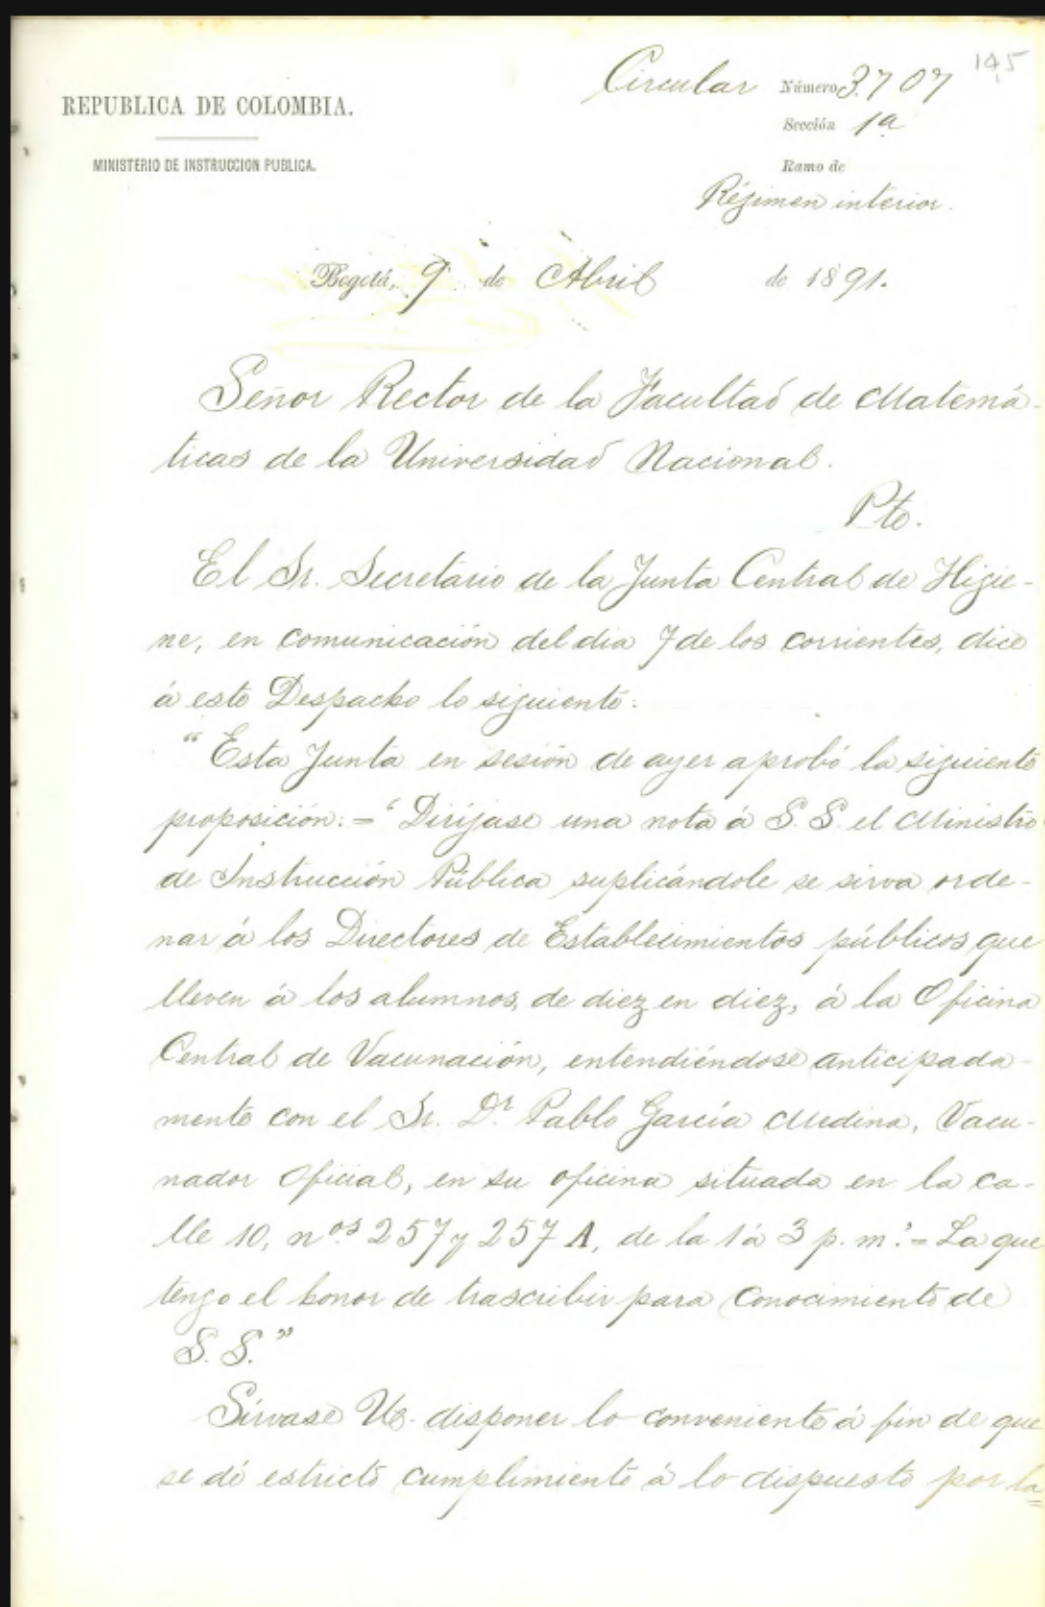 145
Circular Número 3707
REPUBLICA DE COLOMBIA.
Sección 1a
MINISTERIO DE INSTRUCCION PUBLICA.
Ramo de
Régimen interior.
Bogotá, 9 de Abril de 1891.
Señor Rector de la Facultad de Matemá-
ticas de la Universidad Nacional.
Pte.
El Sr. Secretario de la Junta Central de Higie-
ne, en comunicación del dia 7 de los corrientes, dice
á este Despacho lo siguiente:
"Esta Junta en sesión de ayer aprobó la siguiente
proposición:="Diríjase una nota á S. S. el Ministro
de Instrucción Pública suplicándole se sirva orde-
nar á los Directores de Establecimientos públicos que
lleven á los alumnos, de diez en diez, á la Oficina
Central de Vacunación, entendiéndose anticipada-
mente con el Sr. Dr. Pablo García Medina, Vacu-
nador Oficial, en su oficina situada en la ca-
lle 10, nos. 257 y 257 A, de la 1 á 3 p. m.'=La que
tengo el honor de trascribir para conocimiento de
S. S."
Sírvase Us. disponer lo conveniente á fin de que
se dé estricto cumplimiento á lo dispuesto por la